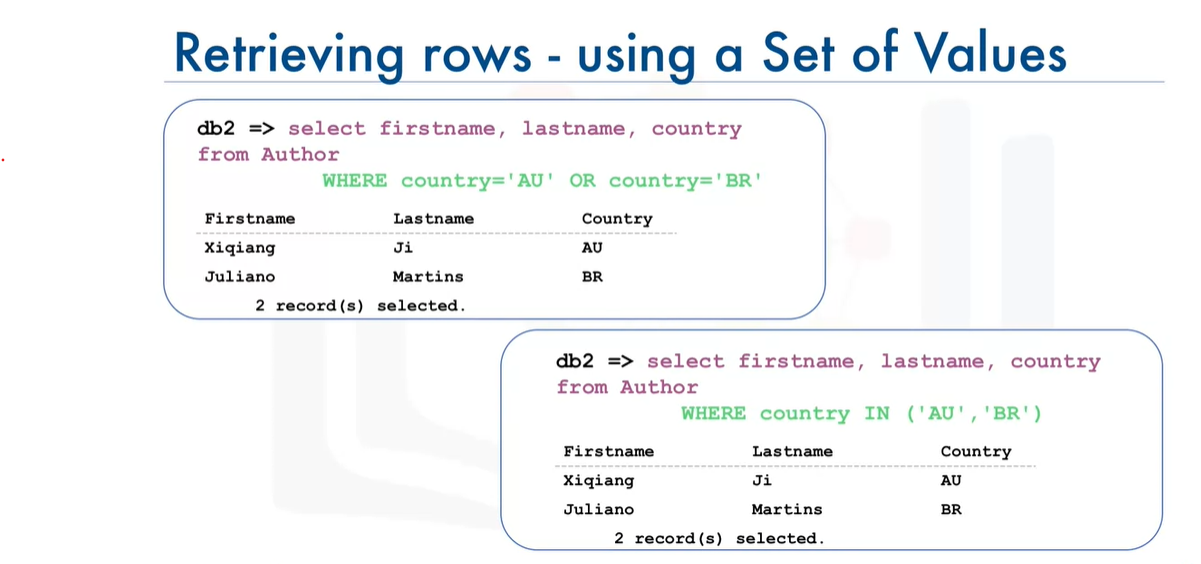 Retrieving rows - using a Set of Values
db2 => select firstname, lastname, country
from Author
WHERE country='AU' OR country='BR'
Firstname Lastname Country
Xiqiang Ji AU
Juliano Martins BR
2 record(s) selected.
db2 => select firstname, lastname, country
from Author
WHERE country IN ('AU','BR')
Firstname Lastname Country
Xiqiang Ji AU
Juliano Martins BR
2 record(s) selected.